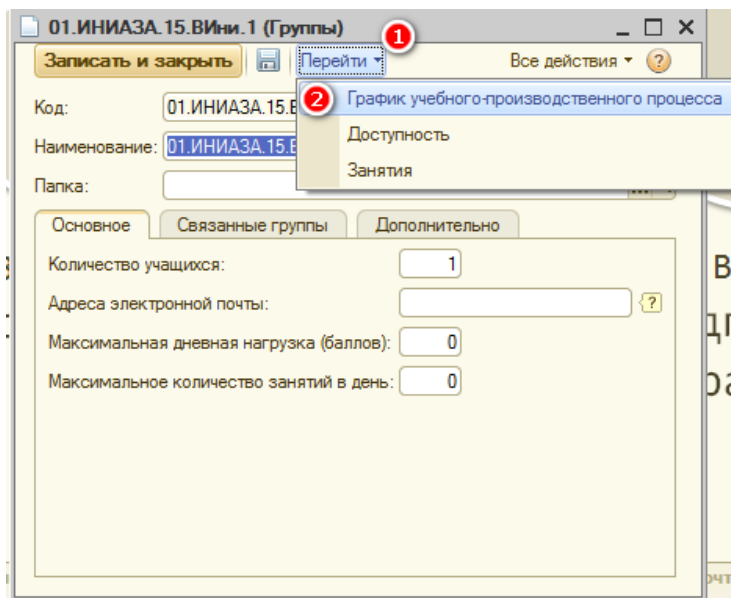 01.ИНИАЗА.15.ВИни.1 (Группы)
1
Записать и закрыть Перейти Все действия ?
2 График учебного-производственного процесса
Код: 01.ИНИАЗА.15.В
Доступность
Наименование: 01.ИНИАЗА.15.В
Занятия
Папка:
Основное Связанные группы Дополнительно
Количество учащихся: 1
Адреса электронной почты: ?
Максимальная дневная нагрузка (баллов): 0
Максимальное количество занятий в день: 0